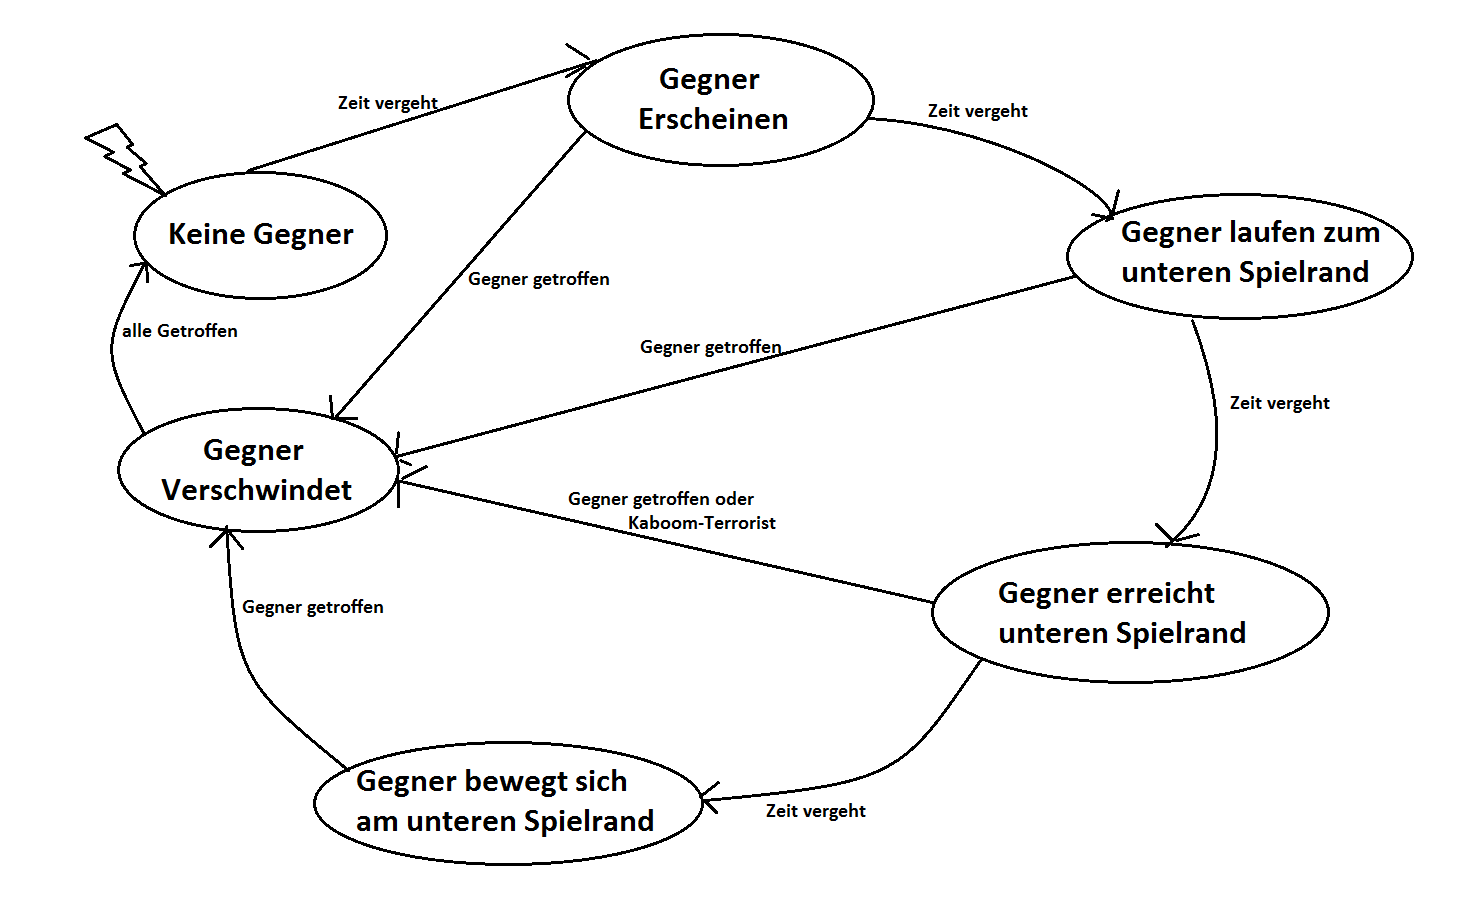 Gegner
Erscheinen
Zeit vergeht
Zeit vergeht
Keine Gegner
Gegner laufen zum
unteren Spielrand
Gegner getroffen
alle Getroffen
Gegner getroffen
Zeit vergeht
Gegner
Verschwindet
Gegner getroffen oder
Kaboom-Terrorist
Gegner erreicht
unteren Spielrand
Gegner getroffen
Gegner bewegt sich
am unteren Spielrand
Zeit vergeht